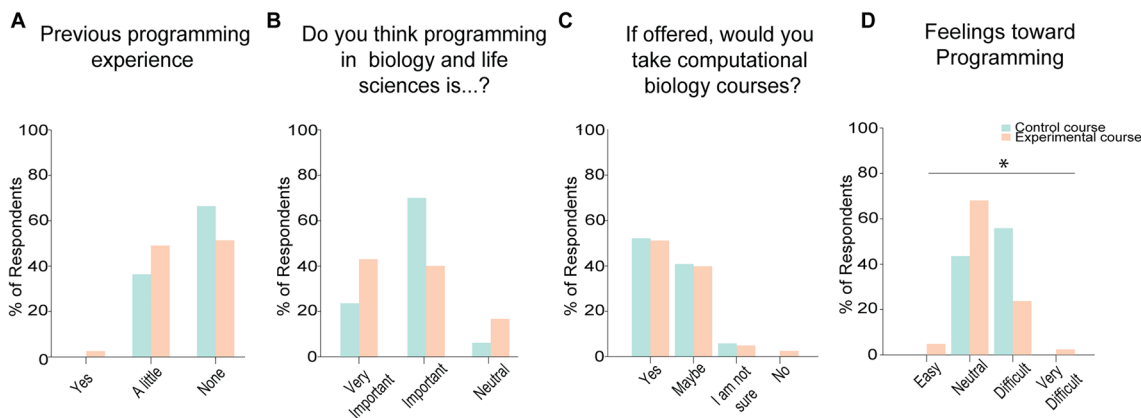 A
Previous programming
experience
% of Respondents
100
80
60
40
20
0
Yes
A little
None
B
Do you think programming
in biology and life
sciences is...?
% of Respondents
100
80
60
40
20
0
Very
Important
Important
Neutral
C
If offered, would you
take computational
biology courses?
% of Respondents
100
80
60
40
20
0
Yes
Maybe
I am not
sure
No
D
Feelings toward
Programming
% of Respondents
100
80
60
40
20
0
Control course
Experimental course
*
Easy
Neutral
Difficult
Very
Difficult